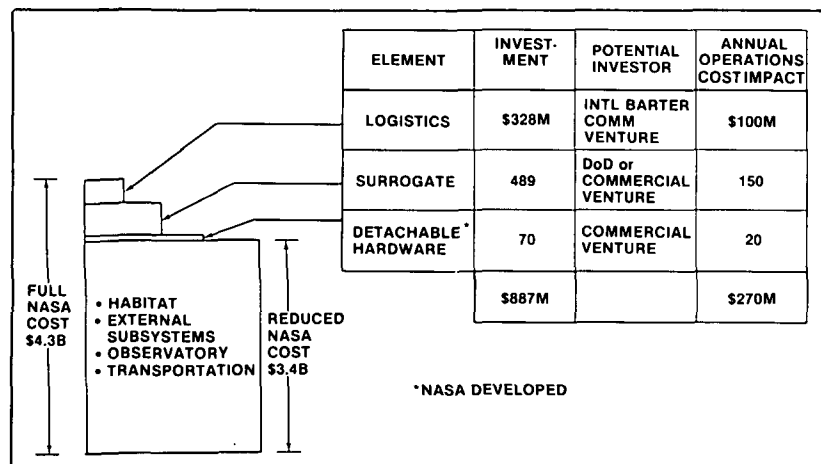 ELEMENT
INVEST-
MENT
POTENTIAL
INVESTOR
ANNUAL
OPERATIONS
COST IMPACT
LOGISTICS
$328M
INTL BARTER
COMM
VENTURE
$100M
SURROGATE
489
DoD or
COMMERCIAL
VENTURE
150
DETACHABLE*
HARDWARE
70
COMMERCIAL
VENTURE
20
$887M
$270M
FULL
NASA
COST
$4.3B
• HABITAT
• EXTERNAL
SUBSYSTEMS
• OBSERVATORY
• TRANSPORTATION
REDUCED
NASA
COST
$3.4B
*NASA DEVELOPED